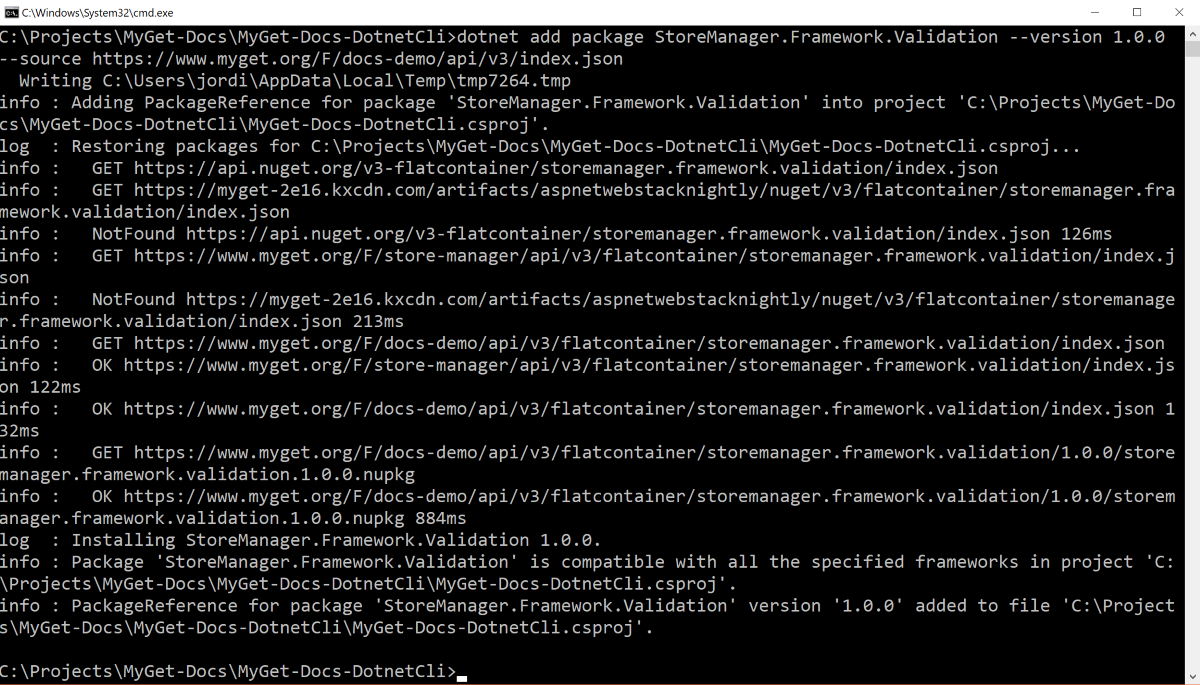 C:\Windows\System32\cmd.exe
C:\Projects\MyGet-Docs\MyGet-Docs-DotnetCli>dotnet add package StoreManager.Framework.Validation --version 1.0.0
--source https://www.myget.org/F/docs-demo/api/v3/index.json
  Writing C:\Users\jordi\AppData\Local\Temp\tmp7264.tmp
info : Adding PackageReference for package 'StoreManager.Framework.Validation' into project 'C:\Projects\MyGet-Do
cs\MyGet-Docs-DotnetCli\MyGet-Docs-DotnetCli.csproj'.
log  : Restoring packages for C:\Projects\MyGet-Docs\MyGet-Docs-DotnetCli\MyGet-Docs-DotnetCli.csproj...
info :   GET https://api.nuget.org/v3-flatcontainer/storemanager.framework.validation/index.json
info :   GET https://myget-2e16.kxcdn.com/artifacts/aspnetwebstacknightly/nuget/v3/flatcontainer/storemanager.fra
mework.validation/index.json
info :   NotFound https://api.nuget.org/v3-flatcontainer/storemanager.framework.validation/index.json 126ms
info :   GET https://www.myget.org/F/store-manager/api/v3/flatcontainer/storemanager.framework.validation/index.j
son
info :   NotFound https://myget-2e16.kxcdn.com/artifacts/aspnetwebstacknightly/nuget/v3/flatcontainer/storemanage
r.framework.validation/index.json 213ms
info :   GET https://www.myget.org/F/docs-demo/api/v3/flatcontainer/storemanager.framework.validation/index.json
info :   OK https://www.myget.org/F/store-manager/api/v3/flatcontainer/storemanager.framework.validation/index.js
on 122ms
info :   OK https://www.myget.org/F/docs-demo/api/v3/flatcontainer/storemanager.framework.validation/index.json 1
32ms
info :   GET https://www.myget.org/F/docs-demo/api/v3/flatcontainer/storemanager.framework.validation/1.0.0/store
manager.framework.validation.1.0.0.nupkg
info :   OK https://www.myget.org/F/docs-demo/api/v3/flatcontainer/storemanager.framework.validation/1.0.0/storem
anager.framework.validation.1.0.0.nupkg 884ms
log  : Installing StoreManager.Framework.Validation 1.0.0.
info : Package 'StoreManager.Framework.Validation' is compatible with all the specified frameworks in project 'C:
\Projects\MyGet-Docs\MyGet-Docs-DotnetCli\MyGet-Docs-DotnetCli.csproj'.
info : PackageReference for package 'StoreManager.Framework.Validation' version '1.0.0' added to file 'C:\Project
s\MyGet-Docs\MyGet-Docs-DotnetCli\MyGet-Docs-DotnetCli.csproj'.
C:\Projects\MyGet-Docs\MyGet-Docs-DotnetCli>